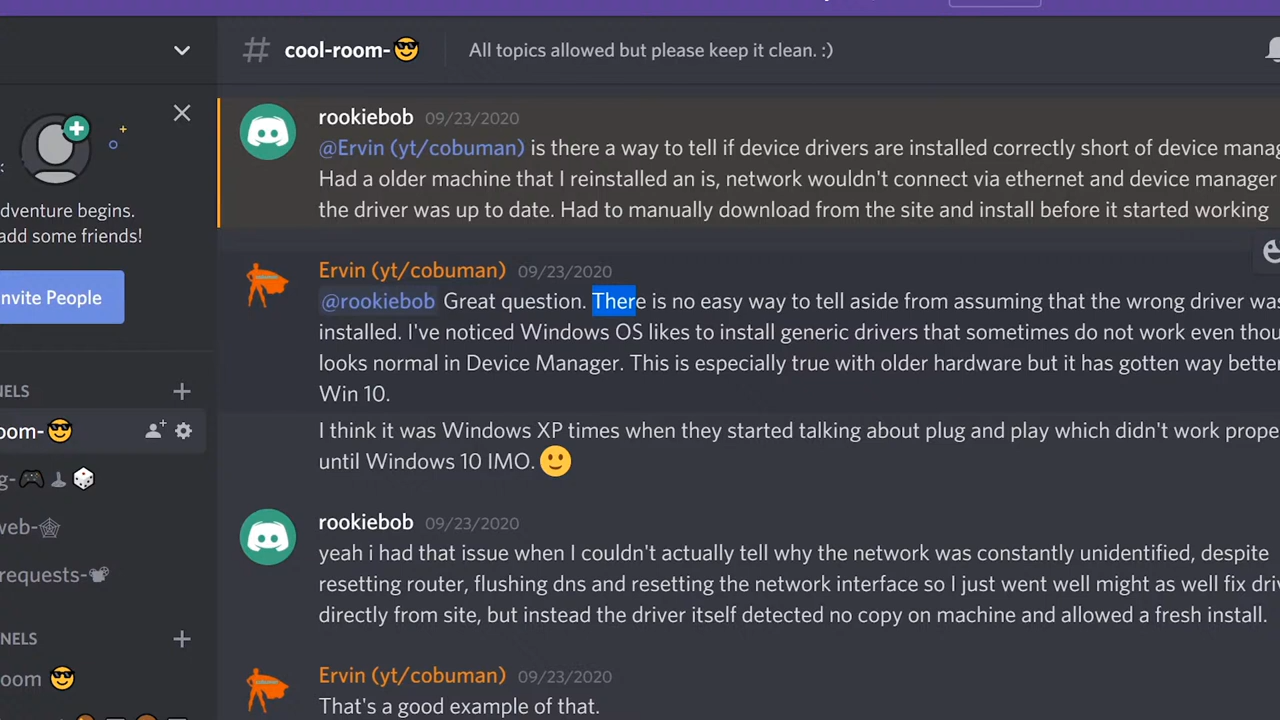 cool-room-😎 All topics allowed but please keep it clean. :)
rookiebob 09/23/2020
@Ervin (yt/cobuman) is there a way to tell if device drivers are installed correctly short of device
Had a older machine that I reinstalled an is, network wouldn't connect via ethernet and device manager
the driver was up to date. Had to manually download from the site and install before it started working
dventure begins.
add some friends!
nvite People
Ervin (yt/cobuman) 09/23/2020
@rookiebob Great question. There is no easy way to tell aside from assuming that the wrong driver
installed. I've noticed Windows OS likes to install generic drivers that sometimes do not work even
looks normal in Device Manager. This is especially true with older hardware but it has gotten way better
Win 10.
I think it was Windows XP times when they started talking about plug and play which didn't work
until Windows 10 IMO. 🙂
NELS
oom-😎
g-🎮🕹🎲
web-🕸
requests-📽
NELS
oom 😎
rookiebob 09/23/2020
yeah i had that issue when I couldn't actually tell why the network was constantly unidentified, despite
resetting router, flushing dns and resetting the network interface so I just went well might as well fix
directly from site, but instead the driver itself detected no copy on machine and allowed a fresh install.
Ervin (yt/cobuman) 09/23/2020
That's a good example of that.